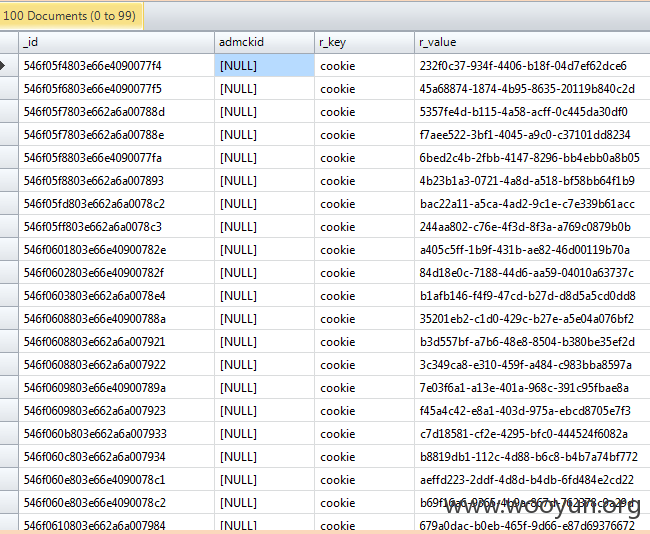 100 Documents (0 to 99)
_id admckid r_key r_value
546f05f4803e66e4090077f4 [NULL] cookie 232f0c37-934f-4406-b18f-04d7ef62dce6
546f05f6803e66e4090077f5 [NULL] cookie 45a68874-1874-4b95-8635-20119b840c2d
546f05f7803e662a6a00788d [NULL] cookie 5357fe4d-b115-4a58-acff-0c445da30df0
546f05f7803e662a6a00788e [NULL] cookie f7aee522-3bf1-4045-a9c0-c37101dd8234
546f05f8803e66e4090077fa [NULL] cookie 6bed2c4b-2fbb-4147-8296-bb4ebb0a8b05
546f05f8803e662a6a007893 [NULL] cookie 4b23b1a3-0721-4a8d-a518-bf58bb64f1b9
546f05fd803e662a6a0078c2 [NULL] cookie bac22a11-a5ca-4ad2-9c1e-c7e339b61acc
546f05ff803e662a6a0078c3 [NULL] cookie 244aa802-c76e-4f3d-8f3a-a769c0879b0b
546f0601803e66e40900782e [NULL] cookie a405c5ff-1b9f-431b-ae82-46d00119b70a
546f0602803e66e40900782f [NULL] cookie 84d18e0c-7188-44d6-aa59-04010a63737c
546f0603803e662a6a0078e4 [NULL] cookie b1afb146-f4f9-47cd-b27d-d8d5a5cd0dd8
546f0608803e66e40900788a [NULL] cookie 35201eb2-c1d0-429c-b27e-a5e04a076bf2
546f0608803e662a6a007921 [NULL] cookie b3d557bf-a7b6-48e8-8504-b380be35ef2d
546f0608803e662a6a007922 [NULL] cookie 3c349ca8-e310-459f-a484-c983bba8597a
546f0609803e66e40900789a [NULL] cookie 7e03f6a1-a13e-401a-968c-391c95fbae8a
546f0609803e662a6a007923 [NULL] cookie f45a4c42-e8a1-403d-975a-ebcd8705e7f3
546f060b803e662a6a007933 [NULL] cookie c7d18581-cf2e-4295-bfc0-444524f6082a
546f060c803e662a6a007934 [NULL] cookie b8819db1-112c-4d88-b6c8-b4b7a74bf772
546f060e803e66e4090078c1 [NULL] cookie aeffd223-2ddf-4d8d-b4db-6fd484e2cd22
546f060e803e66e4090078c2 [NULL] cookie
www.wooyun.org
546f0610803e662a6a007984 [NULL] cookie 679a0dac-b0eb-465f-9d66-e87d69376672